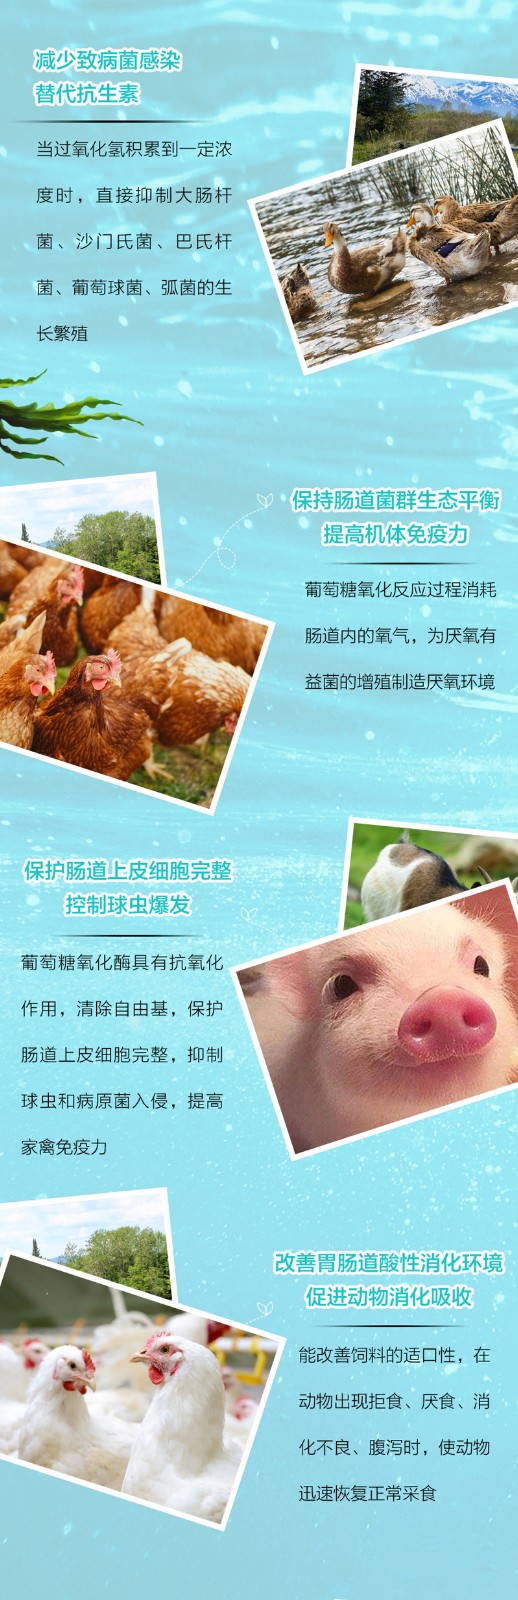 减少致病菌感染
替代抗生素
当过氧化氢积累到一定浓
度时，直接抑制大肠杆
菌、沙门氏菌、巴氏杆
菌、葡萄球菌、弧菌的生
长繁殖
保持肠道菌群生态平衡
提高机体免疫力
葡萄糖氧化反应过程消耗
肠道内的氧气，为厌氧有
益菌的增殖制造厌氧环境
保护肠道上皮细胞完整
控制球虫爆发
葡萄糖氧化酶具有抗氧化
作用，清除自由基，保护
肠道上皮细胞完整，抑制
球虫和病原菌入侵，提高
家禽免疫力
改善胃肠道酸性消化环境
促进动物消化吸收
能改善饲料的适口性，在
动物出现拒食、厌食、消
化不良、腹泻时，使动物
迅速恢复正常采食